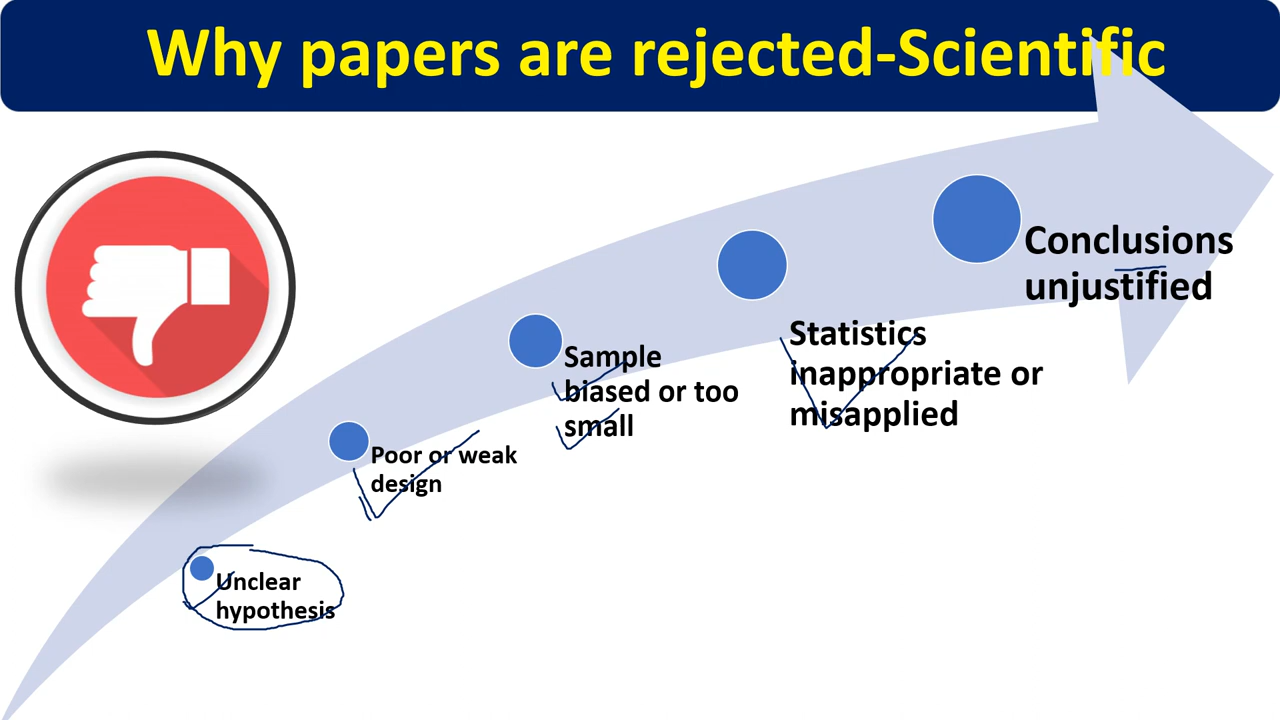 Why papers are rejected-Scientific
Unclear
hypothesis
Poor or weak
design
Sample
biased or too
small
Statistics
inappropriate or
misapplied
Conclusions
unjustified